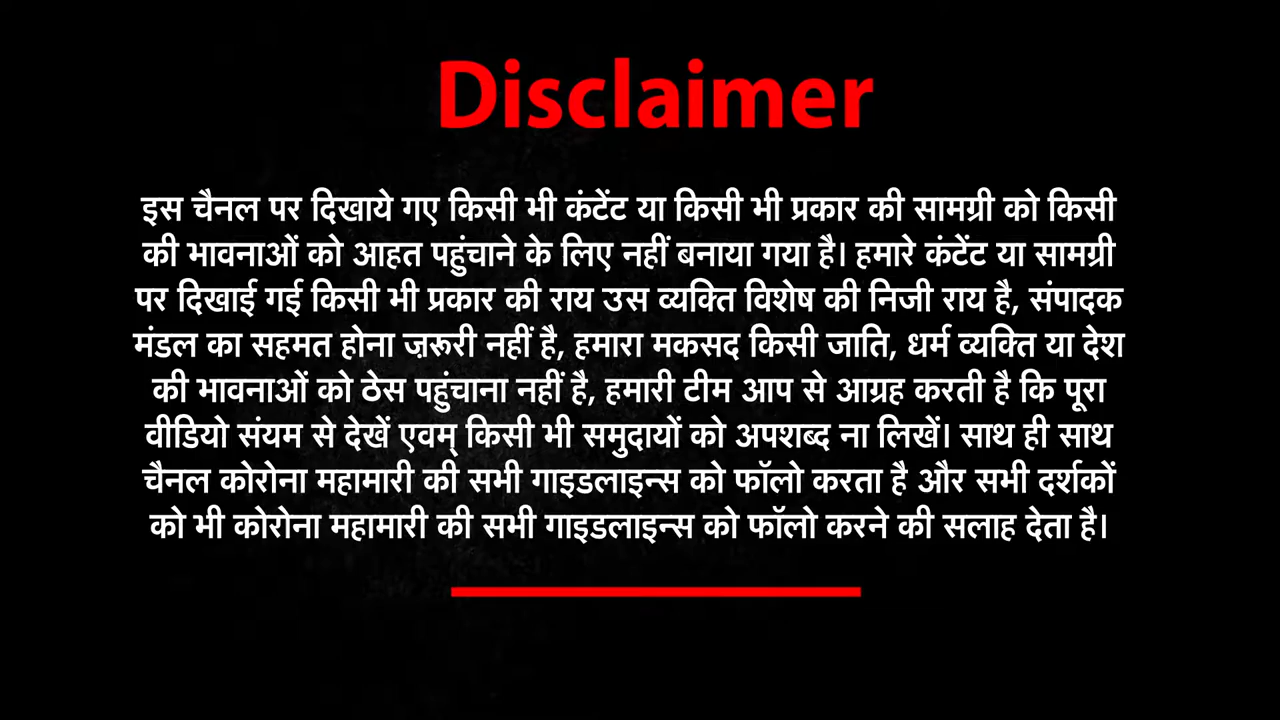 Disclaimer
इस चैनल पर दिखाये गए किसी भी कंटेंट या किसी भी प्रकार की सामग्री को किसी
की भावनाओं को आहत पहुंचाने के लिए नहीं बनाया गया है। हमारे कंटेंट या सामग्री
पर दिखाई गई किसी भी प्रकार की राय उस व्यक्ति विशेष की निजी राय है, संपादक
मंडल का सहमत होना ज़रूरी नहीं है, हमारा मकसद किसी जाति, धर्म व्यक्ति या देश
की भावनाओं को ठेस पहुंचाना नहीं है, हमारी टीम आप से आग्रह करती है कि पूरा
वीडियो संयम से देखें एवम् किसी भी समुदायों को अपशब्द ना लिखें। साथ ही साथ
चैनल कोरोना महामारी की सभी गाइडलाइन्स को फॉलो करता है और सभी दर्शकों
को भी कोरोना महामारी की सभी गाइडलाइन्स को फॉलो करने की सलाह देता है।